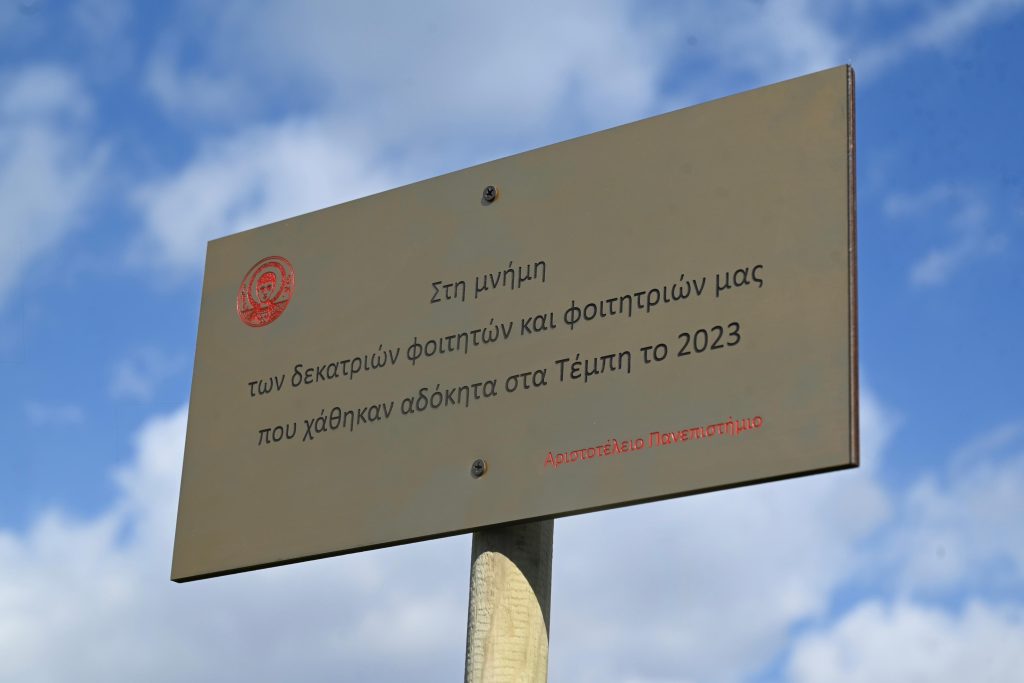 Στη μνήμη
των δεκατριών φοιτητών και φοιτητριών μας
που χάθηκαν αδόκητα στα Τέμπη το 2023
Αριστοτέλειο Πανεπιστήμιο